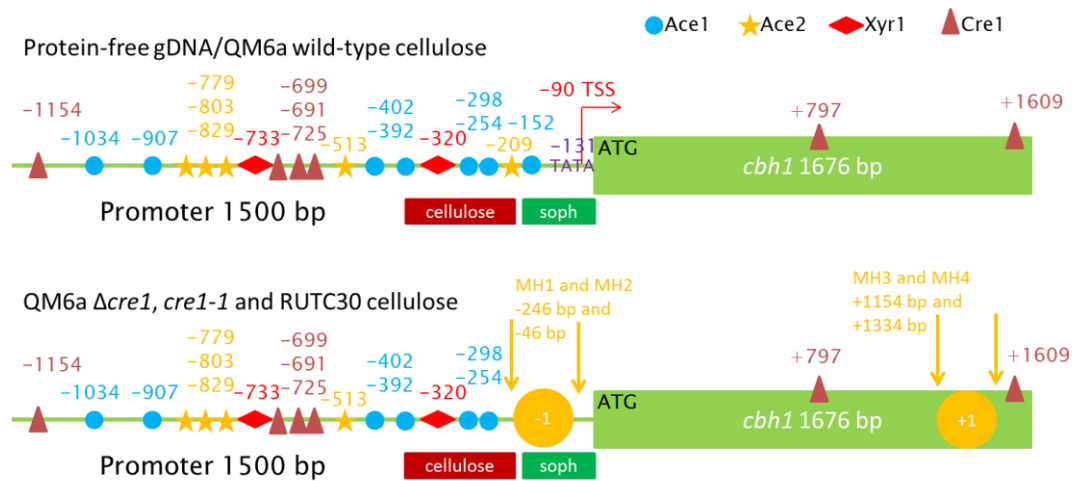 Ace1 Ace2 Xyr1 Cre1
Protein-free gDNA/QM6a wild-type cellulose
-779
-803
-829
-699
-691
-725
-402
-392
-298
-254
-152
-90 TSS
-1154
-1034
-907
-733
-513
-320
-209
-131
TATA
ATG
+797
+1609
cbh1 1676 bp
Promoter 1500 bp
cellulose
soph
QM6a Δcre1, cre1-1 and RUTC30 cellulose
MH1 and MH2
-246 bp and
-46 bp
MH3 and MH4
+1154 bp and
+1334 bp
-779
-803
-829
-699
-691
-725
-402
-392
-298
-254
-1154
-1034
-907
-733
-513
-320
-1
ATG
+797
+1609
cbh1 1676 bp
+1
Promoter 1500 bp
cellulose
soph